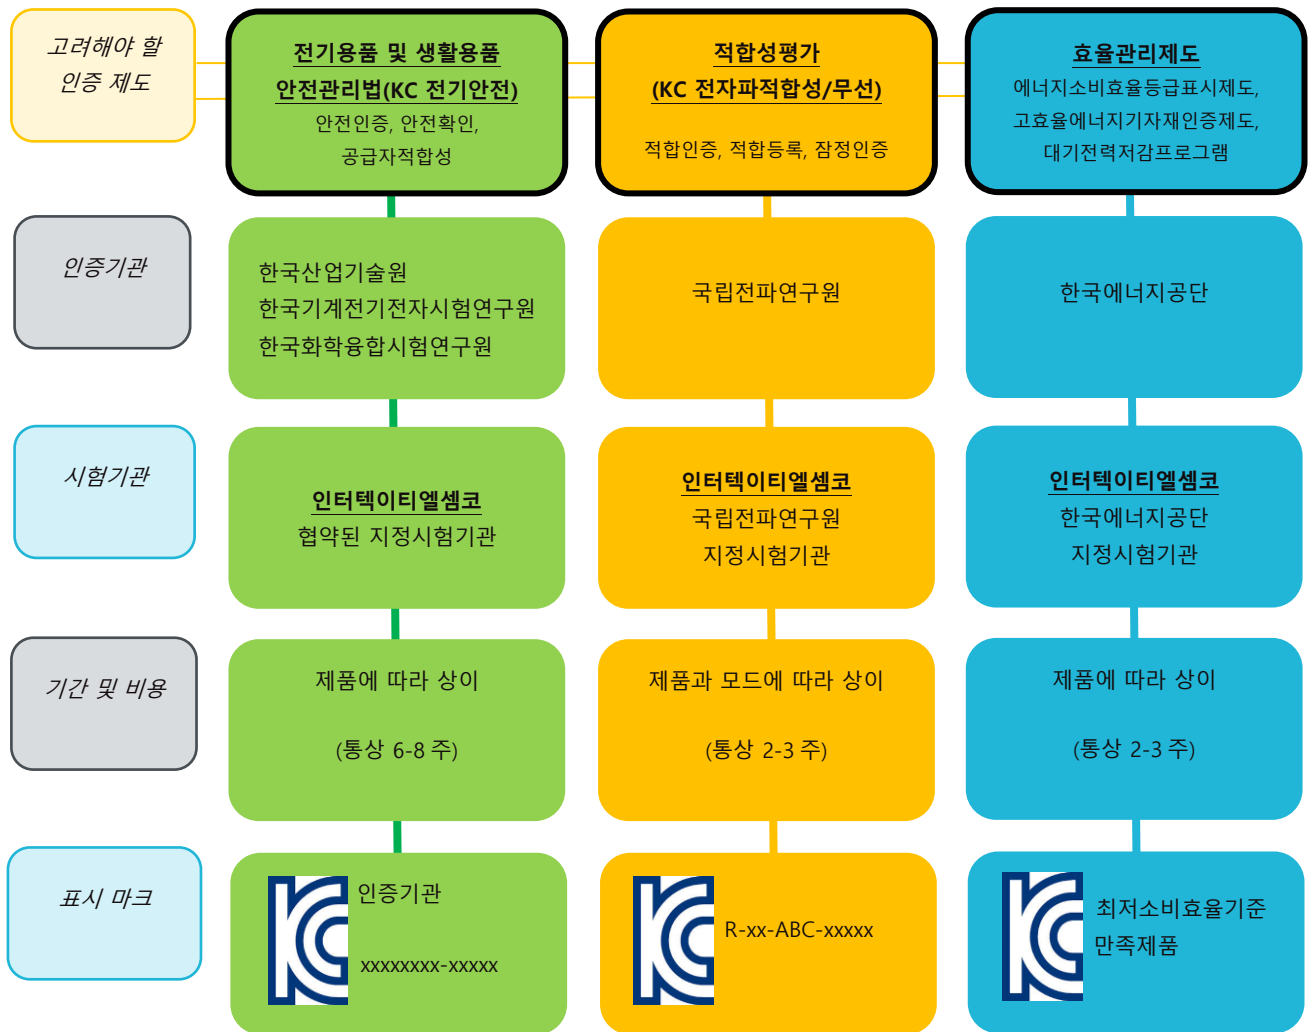 고려해야 할
인증 제도
전기용품 및 생활용품
안전관리법(KC 전기안전)
안전인증, 안전확인,
공급자적합성
적합성평가
(KC 전자파적합성/무선)
적합인증, 적합등록, 잠정인증
효율관리제도
에너지소비효율등급표시제도,
고효율에너지기자재인증제도,
대기전력저감프로그램
인증기관
한국산업기술원
한국기계전기전자시험연구원
한국화학융합시험연구원
국립전파연구원
한국에너지공단
시험기관
인터텍이티엘셈코
협약된 지정시험기관
인터텍이티엘셈코
국립전파연구원
지정시험기관
인터텍이티엘셈코
한국에너지공단
지정시험기관
기간 및 비용
제품에 따라 상이
(통상 6-8 주)
제품과 모드에 따라 상이
(통상 2-3 주)
제품에 따라 상이
(통상 2-3 주)
표시 마크
KC
인증기관
xxxxxxxx-xxxxx
KC
R-xx-ABC-xxxxx
KC
최저소비효율기준
만족제품